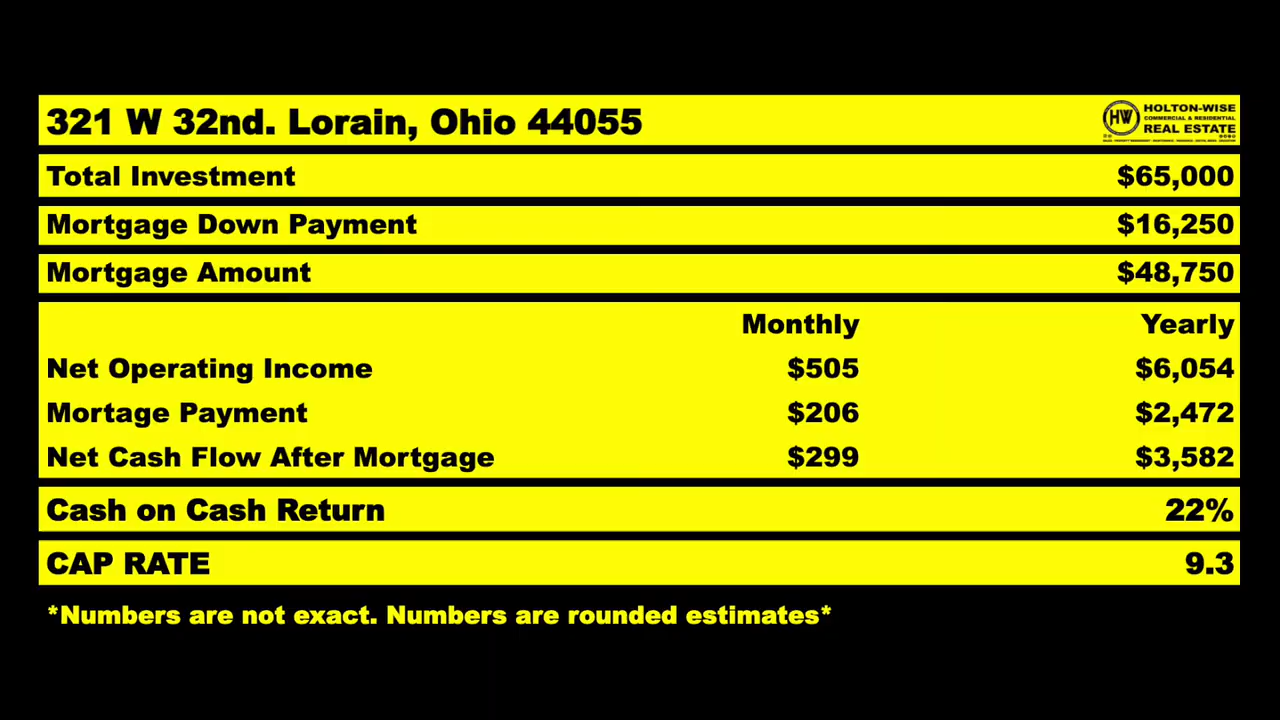 321 W 32nd. Lorain, Ohio 44055
HOLTON-WISE
COMMERCIAL & RESIDENTIAL
REAL ESTATE
HW
Total Investment $65,000
Mortgage Down Payment $16,250
Mortgage Amount $48,750
Monthly Yearly
Net Operating Income $505 $6,054
Mortage Payment $206 $2,472
Net Cash Flow After Mortgage $299 $3,582
Cash on Cash Return 22%
CAP RATE 9.3
*Numbers are not exact. Numbers are rounded estimates*